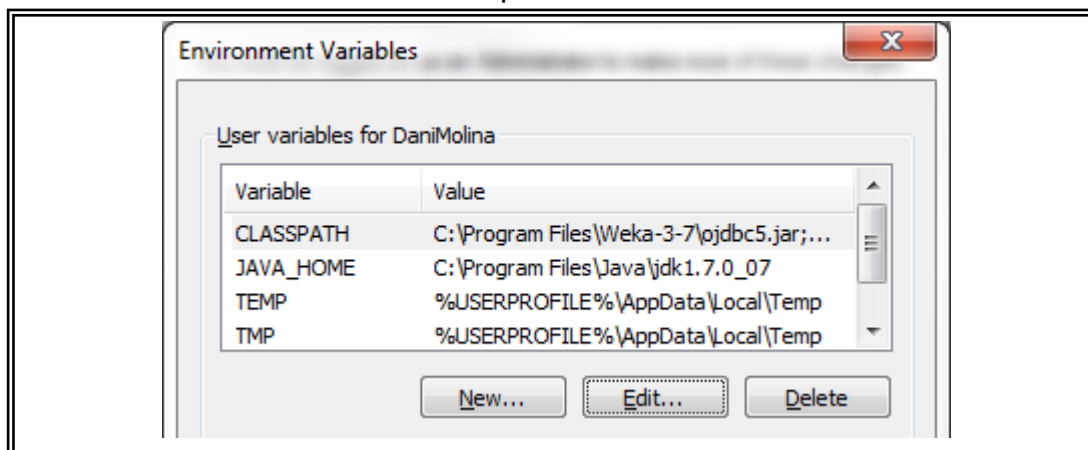 Environment Variables
User variables for DaniMolina
Variable Value
CLASSPATH C:\Program Files\Weka-3-7\ojdbc5.jar;...
JAVA_HOME C:\Program Files\Java\jdk1.7.0_07
TEMP %USERPROFILE%\AppData\Local\Temp
TMP %USERPROFILE%\AppData\Local\Temp
New... Edit... Delete